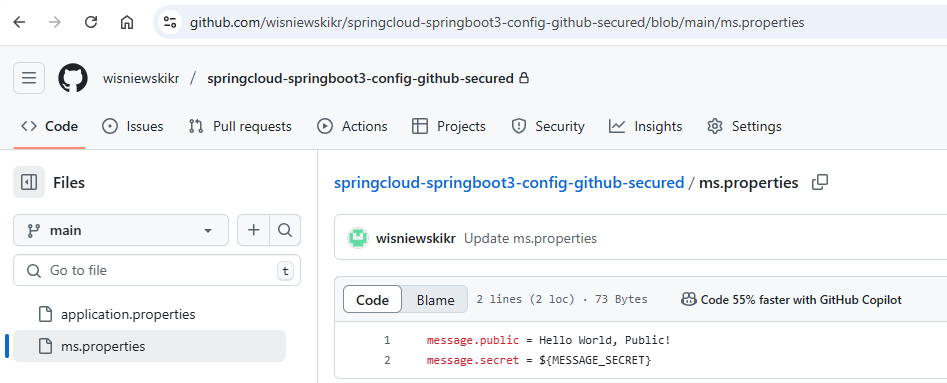 github.com/wisniewskikr/springcloud-springboot3-config-github-secured/blob/main/ms.properties
wisniewskikr / springcloud-springboot3-config-github-secured
Code Issues Pull requests Actions Projects Security Insights Settings
Files
main
Go to file t
application.properties
ms.properties
springcloud-springboot3-config-github-secured / ms.properties
wisniewskikr Update ms.properties
Code Blame 2 lines (2 loc) · 73 Bytes Code 55% faster with GitHub Copilot
1 message.public = Hello World, Public!
2 message.secret = ${MESSAGE_SECRET}